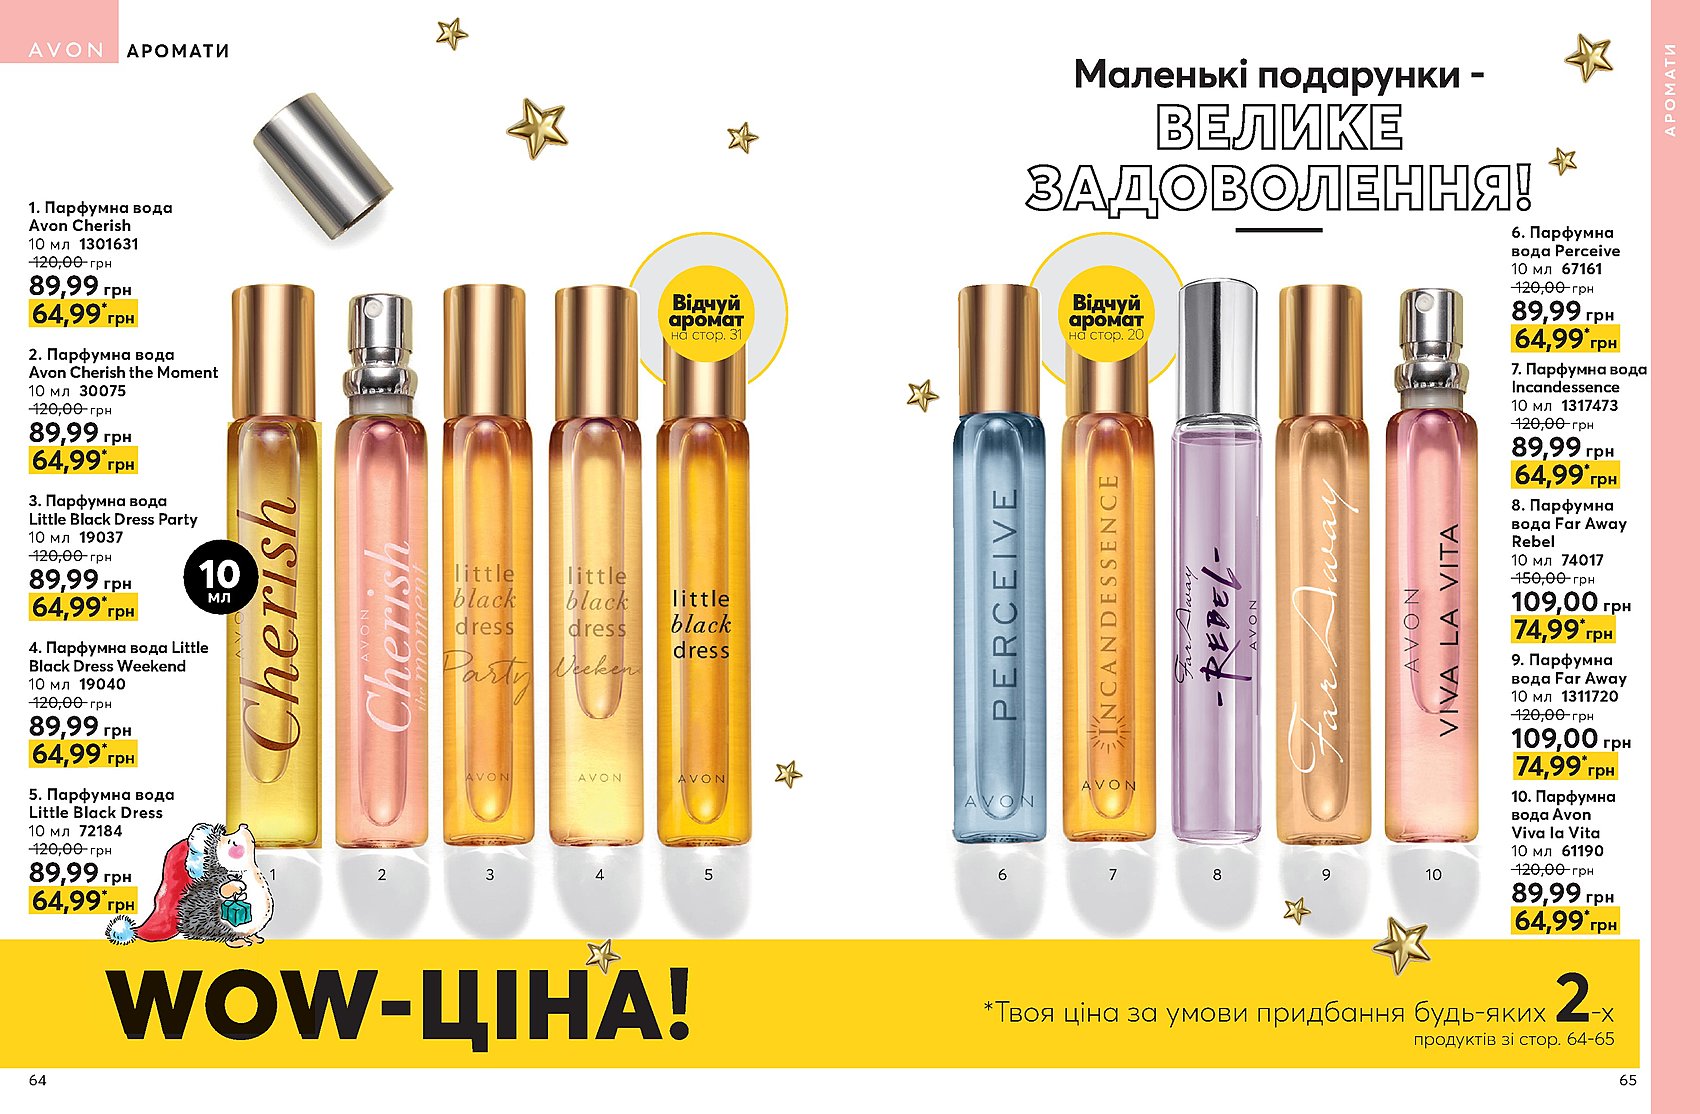 AVON АРОМАТИ
1. Парфумна вода
Avon Cherish
10 мл 1301631
120,00 грн
89,99 грн
64,99*грн
2. Парфумна вода
Avon Cherish the Moment
10 мл 30075
120,00 грн
89,99 грн
64,99*грн
3. Парфумна вода
Little Black Dress Party
10 мл 19037
120,00 грн
89,99 грн
64,99*грн
4. Парфумна вода Little
Black Dress Weekend
10 мл 19040
120,00 грн
89,99 грн
64,99*грн
5. Парфумна вода
Little Black Dress
10 мл 72184
120,00 грн
89,99 грн
64,99*грн
10
мл
Відчуй
аромат
на стор. 31
AVON
Cherish
AVON
Cherish
the moment
little
black
dress
Party
AVON
little
black
dress
Weeken
AVON
little
black
dress
AVON
1
2
3
4
5
WOW-ЦІНА!
64
Маленькі подарунки -
ВЕЛИКЕ
ЗАДОВОЛЕННЯ!
АРОМАТИ
Відчуй
аромат
на стор. 20
PERCEIVE
AVON
INCANDESSENCE
AVON
Far Away
-REBEL-
AVON
Far Away
AVON
VIVA LA VITA
6
7
8
9
10
6. Парфумна
вода Perceive
10 мл 67161
120,00 грн
89,99 грн
64,99*грн
7. Парфумна вода
Incandessence
10 мл 1317473
120,00 грн
89,99 грн
64,99*грн
8. Парфумна
вода Far Away
Rebel
10 мл 74017
150,00 грн
109,00 грн
74,99*грн
9. Парфумна
вода Far Away
10 мл 1311720
120,00 грн
109,00 грн
74,99*грн
10. Парфумна
вода Avon
Viva la Vita
10 мл 61190
120,00 грн
89,99 грн
64,99*грн
*Твоя ціна за умови придбання будь-яких 2-х
продуктів зі стор. 64-65
65